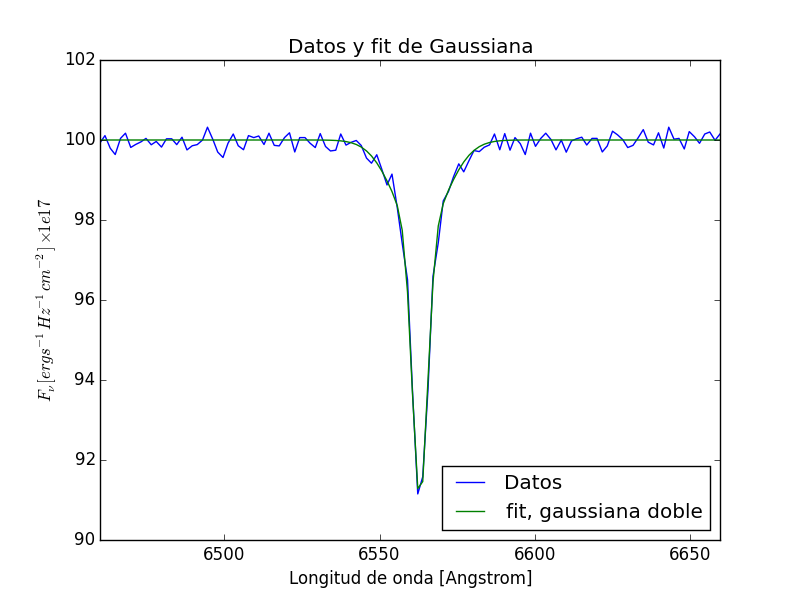 Datos y fit de Gaussiana
102
100
98
96
94
92
90
F_ν [ergs^{-1} Hz^{-1} cm^{-2}] ×1e17
Datos
fit, gaussiana doble
6500 6550 6600 6650
Longitud de onda [Angstrom]